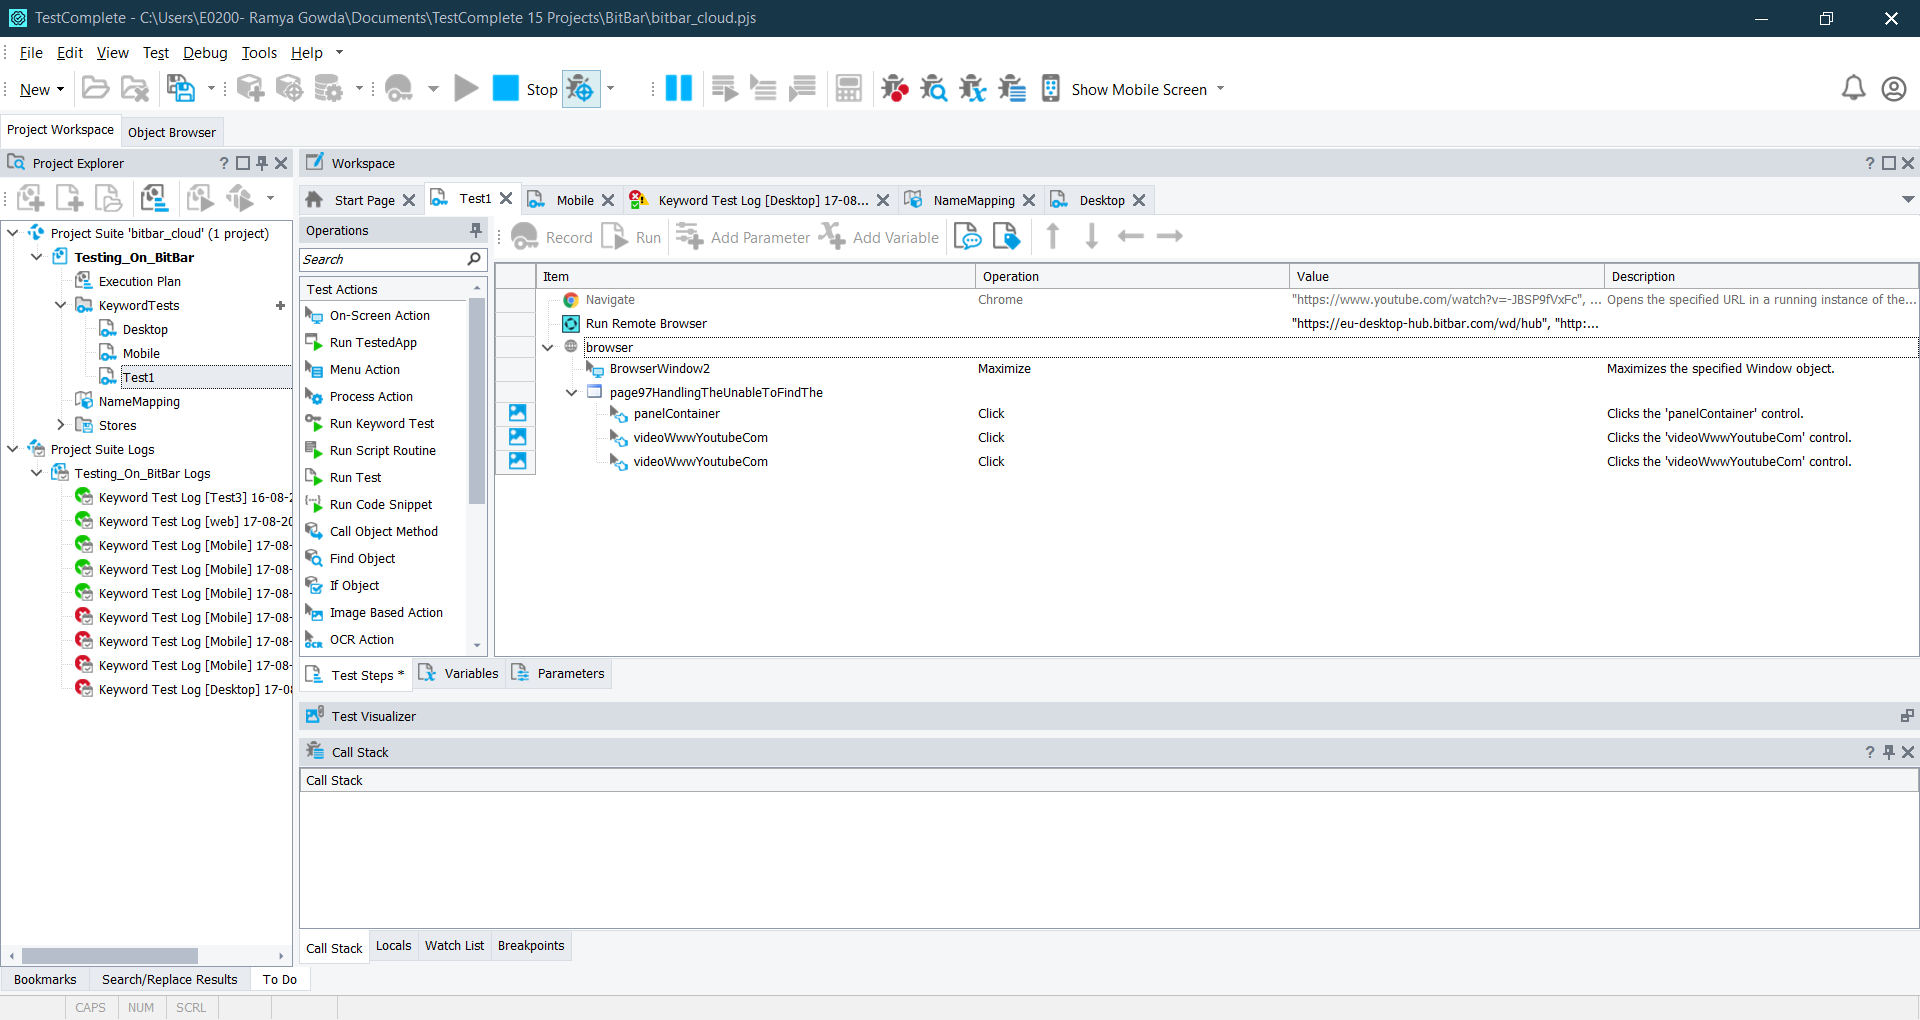 TestComplete - C:\Users\E0200- Ramya Gowda\Documents\TestComplete 15 Projects\BitBar\bitbar_cloud.pjs
File Edit View Test Debug Tools Help
New Stop Show Mobile Screen
Project Workspace Object Browser
Project Explorer
Project Suite 'bitbar_cloud' (1 project)
Testing_On_BitBar
Execution Plan
KeywordTests
Desktop
Mobile
Test1
NameMapping
Stores
Project Suite Logs
Testing_On_BitBar Logs
Keyword Test Log [Test3] 16-08-2
Keyword Test Log [web] 17-08-20
Keyword Test Log [Mobile] 17-08-
Keyword Test Log [Mobile] 17-08-
Keyword Test Log [Mobile] 17-08-
Keyword Test Log [Mobile] 17-08-
Keyword Test Log [Mobile] 17-08-
Keyword Test Log [Mobile] 17-08-
Keyword Test Log [Desktop] 17-08
Bookmarks Search/Replace Results To Do
Workspace
Start Page Test1 Mobile Keyword Test Log [Desktop] 17-08... NameMapping Desktop
Operations
Search
Test Actions
On-Screen Action
Run TestedApp
Menu Action
Process Action
Run Keyword Test
Run Script Routine
Run Test
Run Code Snippet
Call Object Method
Find Object
If Object
Image Based Action
OCR Action
Record Run Add Parameter Add Variable
Item Operation Value Description
Navigate Chrome "https://www.youtube.com/watch?v=-JBSP9fVxFc", ... Opens the specified URL in a running instance of the...
Run Remote Browser "https://eu-desktop-hub.bitbar.com/wd/hub", "http:...
browser
BrowserWindow2 Maximize Maximizes the specified Window object.
page97HandlingTheUnableToFindThe
panelContainer Click Clicks the 'panelContainer' control.
videoWwwYoutubeCom Click Clicks the 'videoWwwYoutubeCom' control.
videoWwwYoutubeCom Click Clicks the 'videoWwwYoutubeCom' control.
Test Steps * Variables Parameters
Test Visualizer
Call Stack
Call Stack
Call Stack Locals Watch List Breakpoints
CAPS NUM SCRL